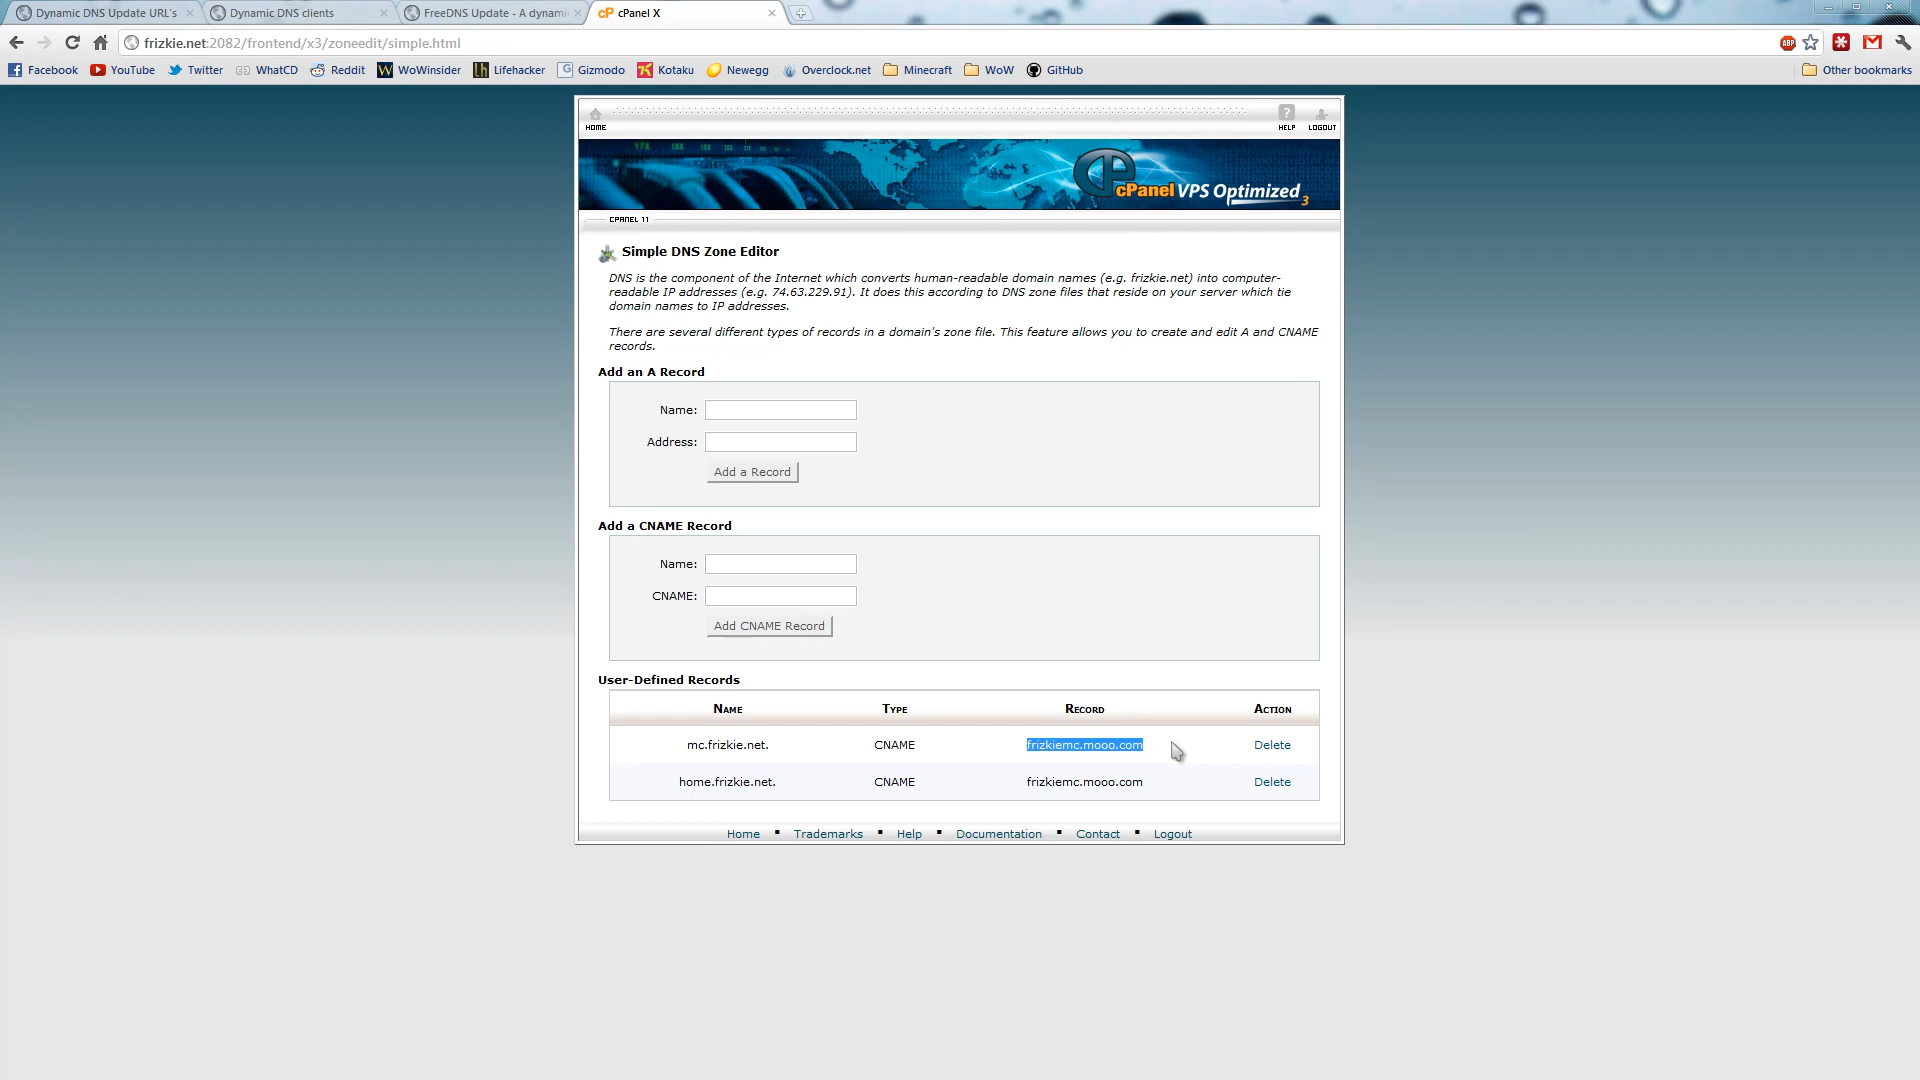 Dynamic DNS Update URL's
Dynamic DNS clients
FreeDNS Update - A dynami
cP cPanel X
frizkie.net:2082/frontend/x3/zoneedit/simple.html
ABP
Facebook YouTube Twitter WhatCD Reddit WoWinsider Lifehacker Gizmodo Kotaku Newegg Overclock.net Minecraft WoW GitHub Other bookmarks
HOME
HELP LOGOUT
cPanel VPS Optimized 3
CPANEL 11
Simple DNS Zone Editor
DNS is the component of the Internet which converts human-readable domain names (e.g. frizkie.net) into computer-
readable IP addresses (e.g. 74.63.229.91). It does this according to DNS zone files that reside on your server which tie
domain names to IP addresses.
There are several different types of records in a domain's zone file. This feature allows you to create and edit A and CNAME
records.
Add an A Record
Name:
Address:
Add a Record
Add a CNAME Record
Name:
CNAME:
Add CNAME Record
User-Defined Records
NAME TYPE RECORD ACTION
mc.frizkie.net. CNAME frizkiemc.mooo.com Delete
home.frizkie.net. CNAME frizkiemc.mooo.com Delete
Home ▪ Trademarks ▪ Help ▪ Documentation ▪ Contact ▪ Logout